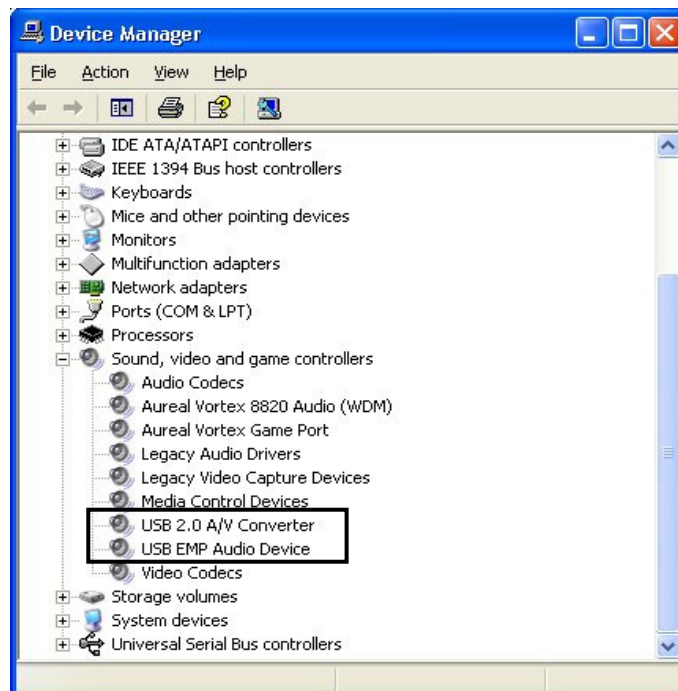 Device Manager
File Action View Help
IDE ATA/ATAPI controllers
IEEE 1394 Bus host controllers
Keyboards
Mice and other pointing devices
Monitors
Multifunction adapters
Network adapters
Ports (COM & LPT)
Processors
Sound, video and game controllers
Audio Codecs
Aureal Vortex 8820 Audio (WDM)
Aureal Vortex Game Port
Legacy Audio Drivers
Legacy Video Capture Devices
Media Control Devices
USB 2.0 A/V Converter
USB EMP Audio Device
Video Codecs
Storage volumes
System devices
Universal Serial Bus controllers